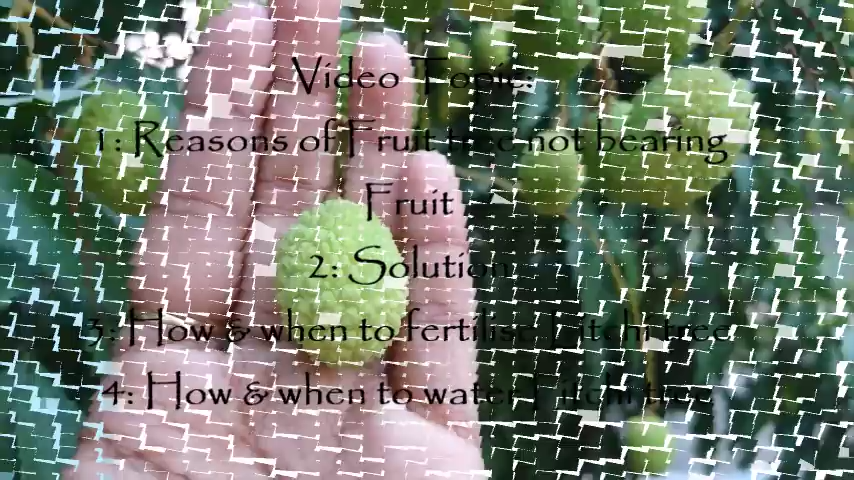 Video Topic:
1: Reasons of Fruit tree not bearing
Fruit
2: Solution
3: How & when to fertilise Litchi tree
4: How & when to water Litchi tree